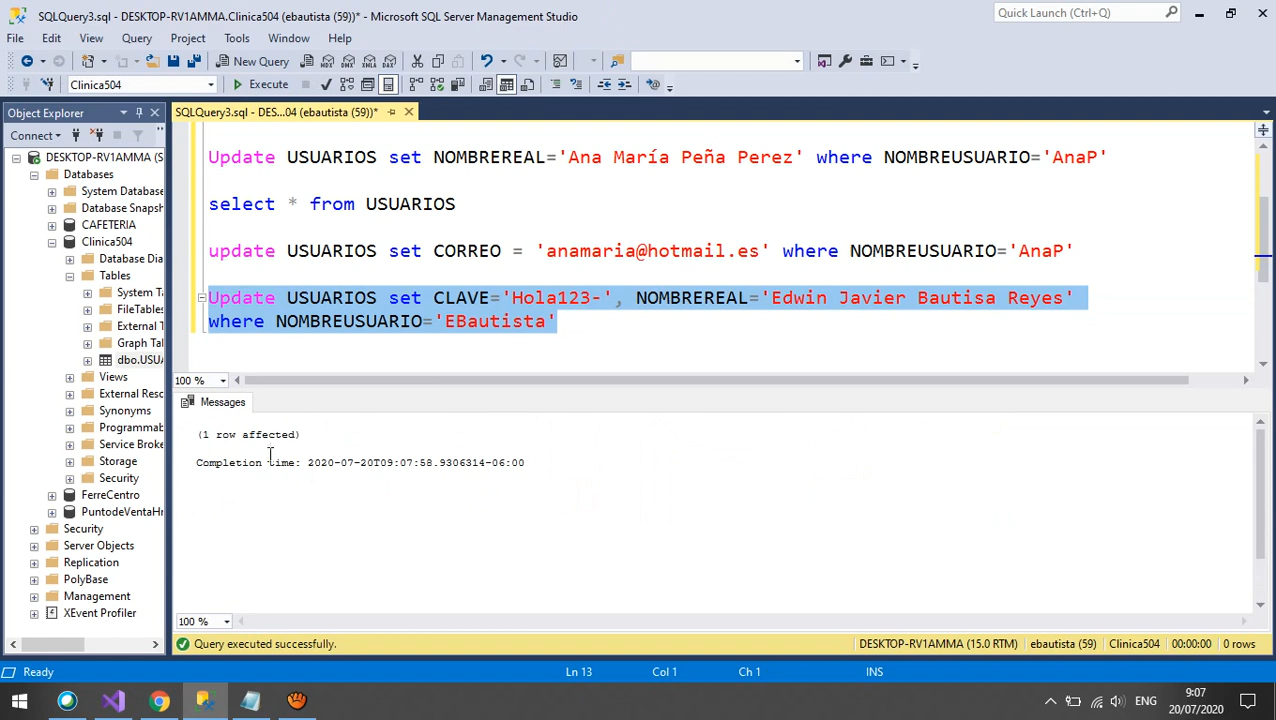 SQLQuery3.sql - DESKTOP-RV1AMMA.Clinica504 (ebautista (59))* - Microsoft SQL Server Management Studio
Quick Launch (Ctrl+Q)
File Edit View Query Project Tools Window Help
New Query
Clinica504
Execute
Object Explorer
SQLQuery3.sql - DES...04 (ebautista (59))*
Connect
DESKTOP-RV1AMMA (S
Databases
System Database
Database Snaps
CAFETERIA
Clinica504
Database Dia
Tables
System Ta
FileTables
External T
Graph Tal
dbo.USUA
Views
External Resc
Synonyms
Programmab
Service Broke
Storage
Security
FerreCentro
PuntodeVentaHr
Security
Server Objects
Replication
PolyBase
Management
XEvent Profiler
Update USUARIOS set NOMBREREAL='Ana María Peña Perez' where NOMBREUSUARIO='AnaP'
select * from USUARIOS
update USUARIOS set CORREO = 'anamaria@hotmail.es' where NOMBREUSUARIO='AnaP'
Update USUARIOS set CLAVE='Hola123-', NOMBREREAL='Edwin Javier Bautisa Reyes'
where NOMBREUSUARIO='EBautista'
100 %
Messages
(1 row affected)
Completion time: 2020-07-20T09:07:58.9306314-06:00
100 %
Query executed successfully.
DESKTOP-RV1AMMA (15.0 RTM) ebautista (59) Clinica504 00:00:00 0 rows
Ready
Ln 13 Col 1 Ch 1 INS
ENG
9:07
20/07/2020